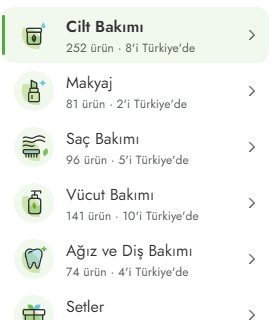 Cilt Bakımı
252 ürün · 8'i Türkiye'de
Makyaj
81 ürün · 2'i Türkiye'de
Saç Bakımı
96 ürün · 5'i Türkiye'de
Vücut Bakımı
141 ürün · 10'i Türkiye'de
Ağız ve Diş Bakımı
74 ürün · 4'i Türkiye'de
Setler